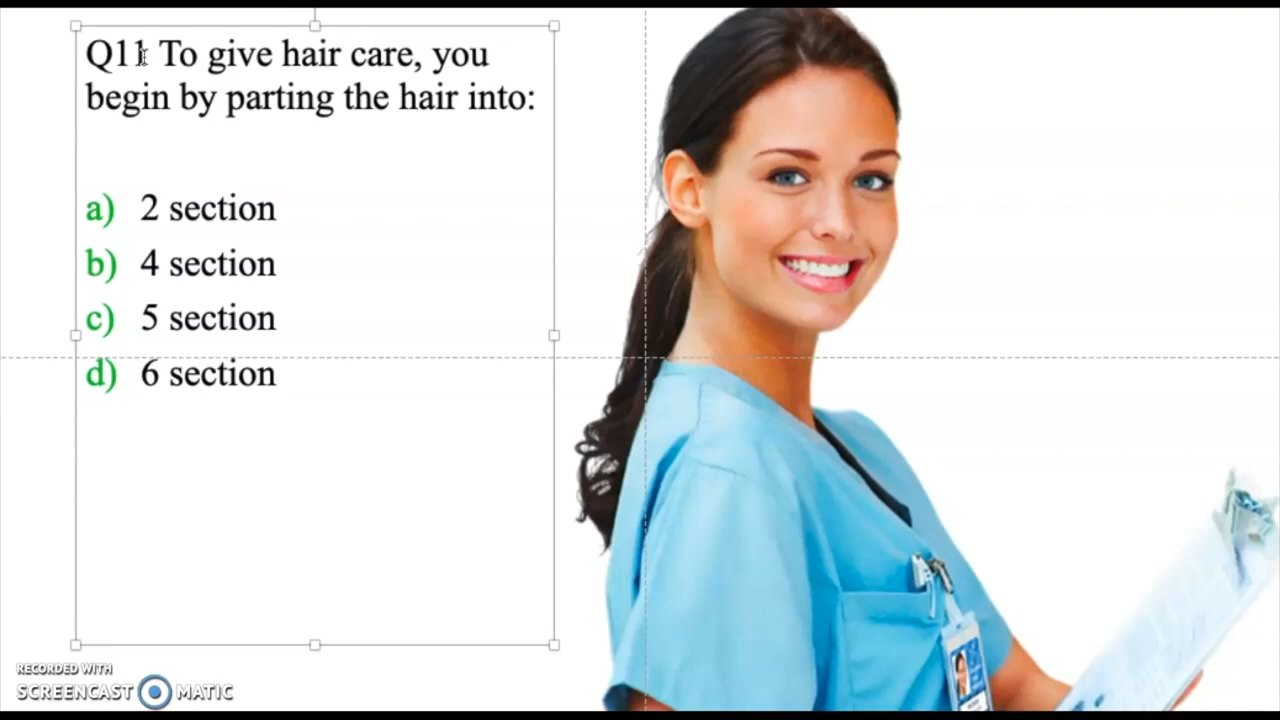 Q11 To give hair care, you
begin by parting the hair into:
a) 2 section
b) 4 section
c) 5 section
d) 6 section
RECORDED WITH
SCREENCAST MATIC